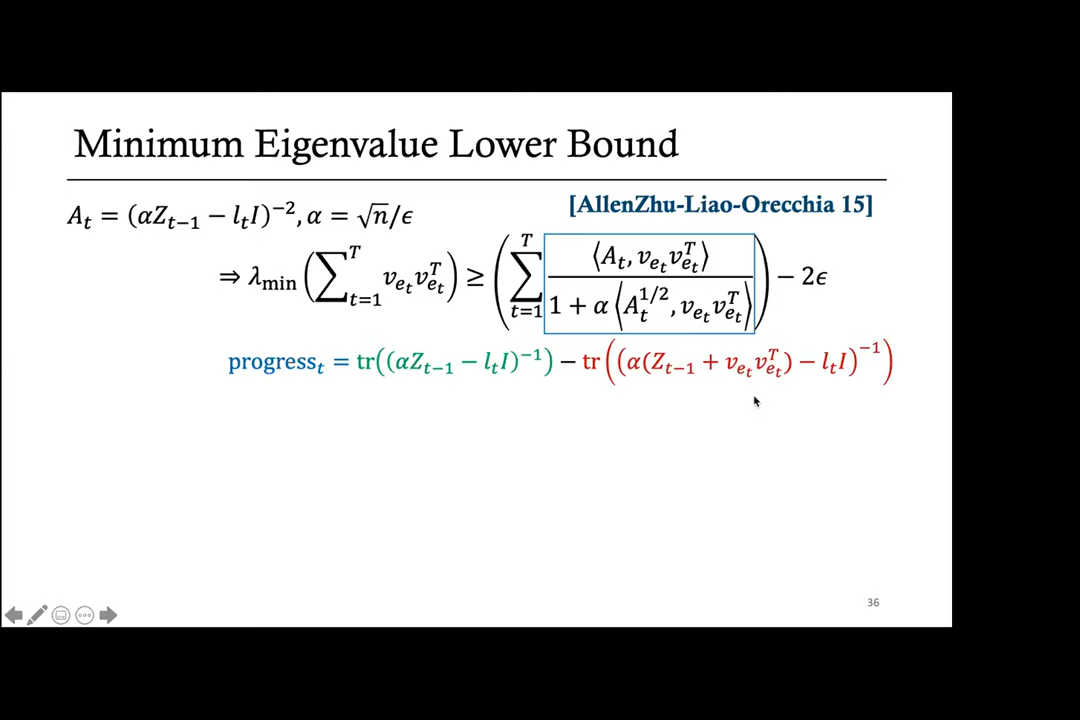 Minimum Eigenvalue Lower Bound
[AllenZhu-Liao-Orecchia 15]
A_t = (αZ_{t−1} − l_t I)^{−2}, α = √n/ϵ
⇒ λ_min (∑_{t=1}^{T} v_{e_t} v_{e_t}^T) ≥ (∑_{t=1}^{T} ⟨A_t, v_{e_t} v_{e_t}^T⟩ / (1 + α⟨A_t^{1/2}, v_{e_t} v_{e_t}^T⟩)) − 2ϵ
progress_t = tr((αZ_{t−1} − l_t I)^{−1}) − tr((α(Z_{t−1} + v_{e_t} v_{e_t}^T) − l_t I)^{−1})
36